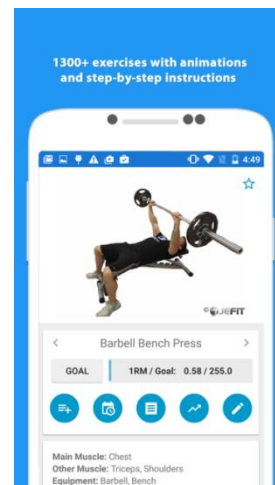 1300+ exercises with animations
and step-by-step instructions
4:49
© JEFIT
< Barbell Bench Press >
GOAL
1RM / Goal: 0.58 / 255.0
Main Muscle: Chest
Other Muscle: Triceps, Shoulders
Equipment: Barbell, Bench